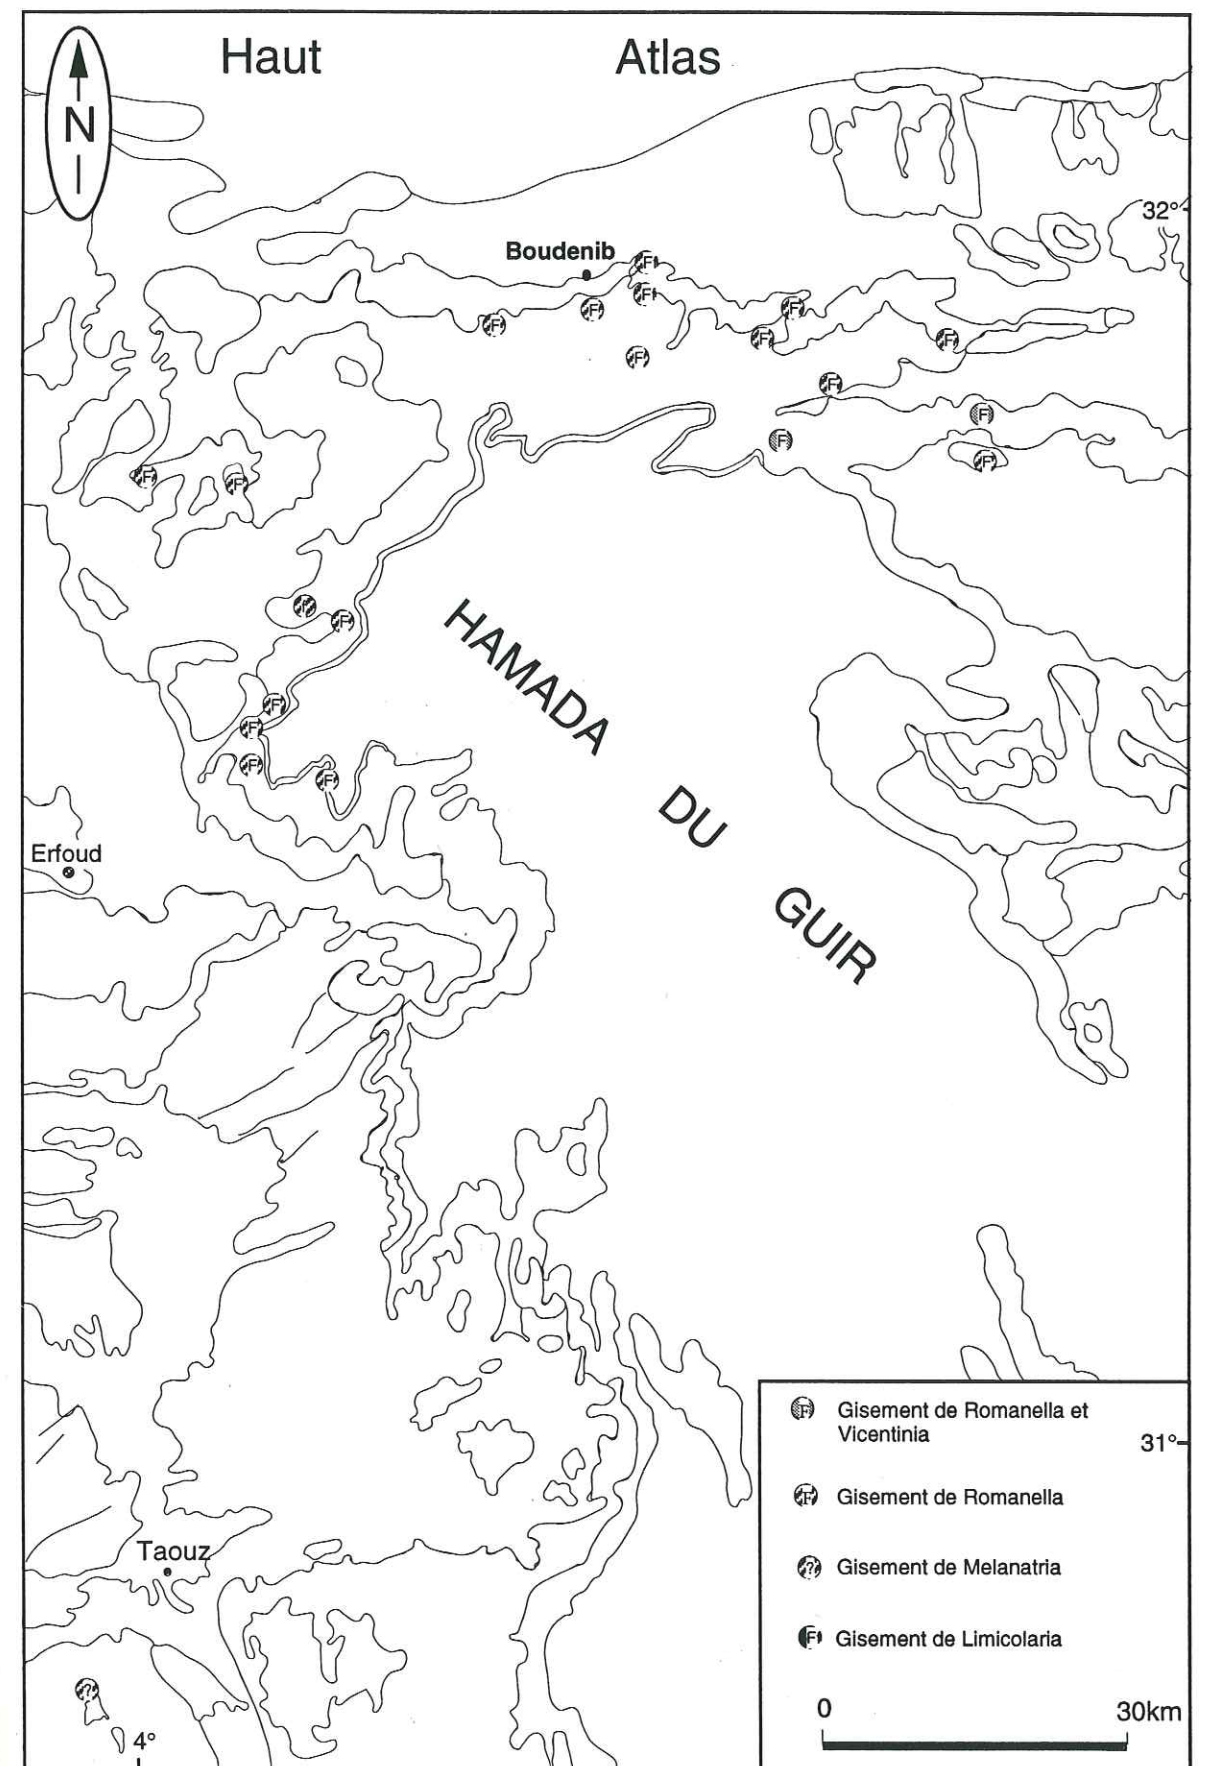 Haut Atlas
N
32°
Boudenib
HAMADA
DU
GUIR
Erfoud
Gisement de Romanella et
Vicentinia
31°
Gisement de Romanella
Taouz
Gisement de Melanatria
Gisement de Limicolaria
0 30km
4°